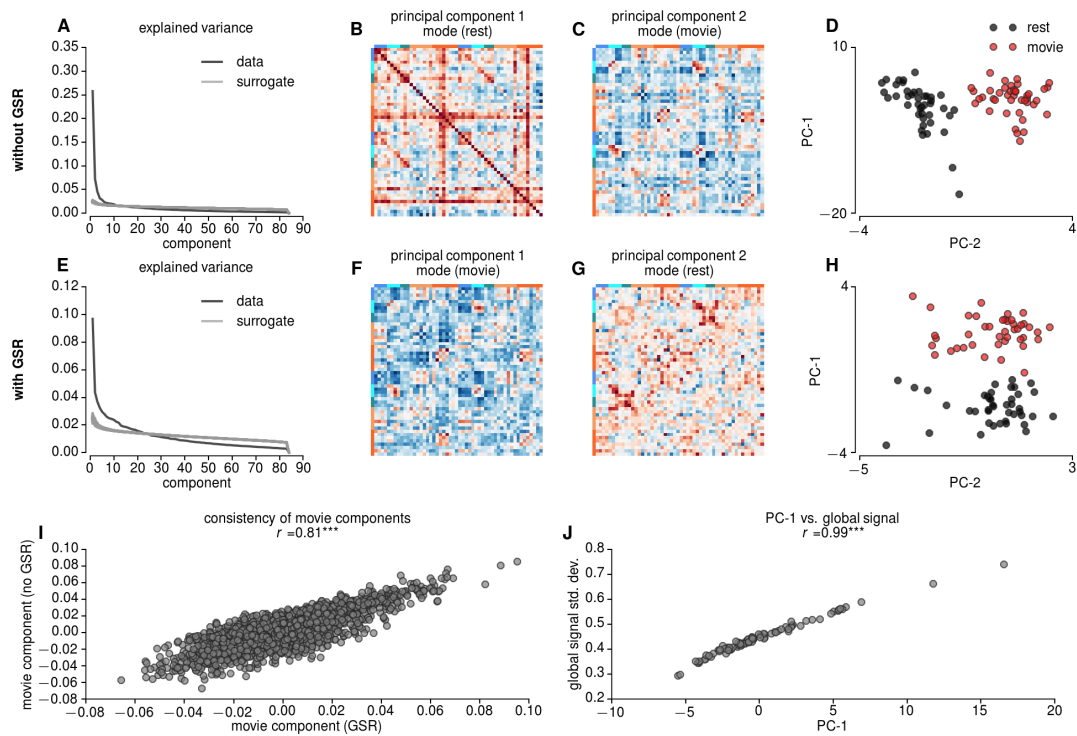 A
explained variance
without GSR
0.35
0.30
0.25
0.20
0.15
0.10
0.05
0.00
data
surrogate
0 10 20 30 40 50 60 70 80 90
component
B
principal component 1
mode (rest)
C
principal component 2
mode (movie)
D
rest
movie
10
PC-1
−20
−4
4
PC-2
E
explained variance
with GSR
0.12
0.10
0.08
0.06
0.04
0.02
0.00
data
surrogate
0 10 20 30 40 50 60 70 80 90
component
F
principal component 1
mode (movie)
G
principal component 2
mode (rest)
H
4
PC-1
−4
−5
3
PC-2
I
consistency of movie components
r =0.81***
movie component (no GSR)
0.10
0.08
0.06
0.04
0.02
0.00
−0.02
−0.04
−0.06
−0.08
−0.08 −0.06 −0.04 −0.02 0.00 0.02 0.04 0.06 0.08 0.10
movie component (GSR)
J
PC-1 vs. global signal
r =0.99***
global signal std. dev.
0.8
0.7
0.6
0.5
0.4
0.3
0.2
−10 −5 0 5 10 15 20
PC-1